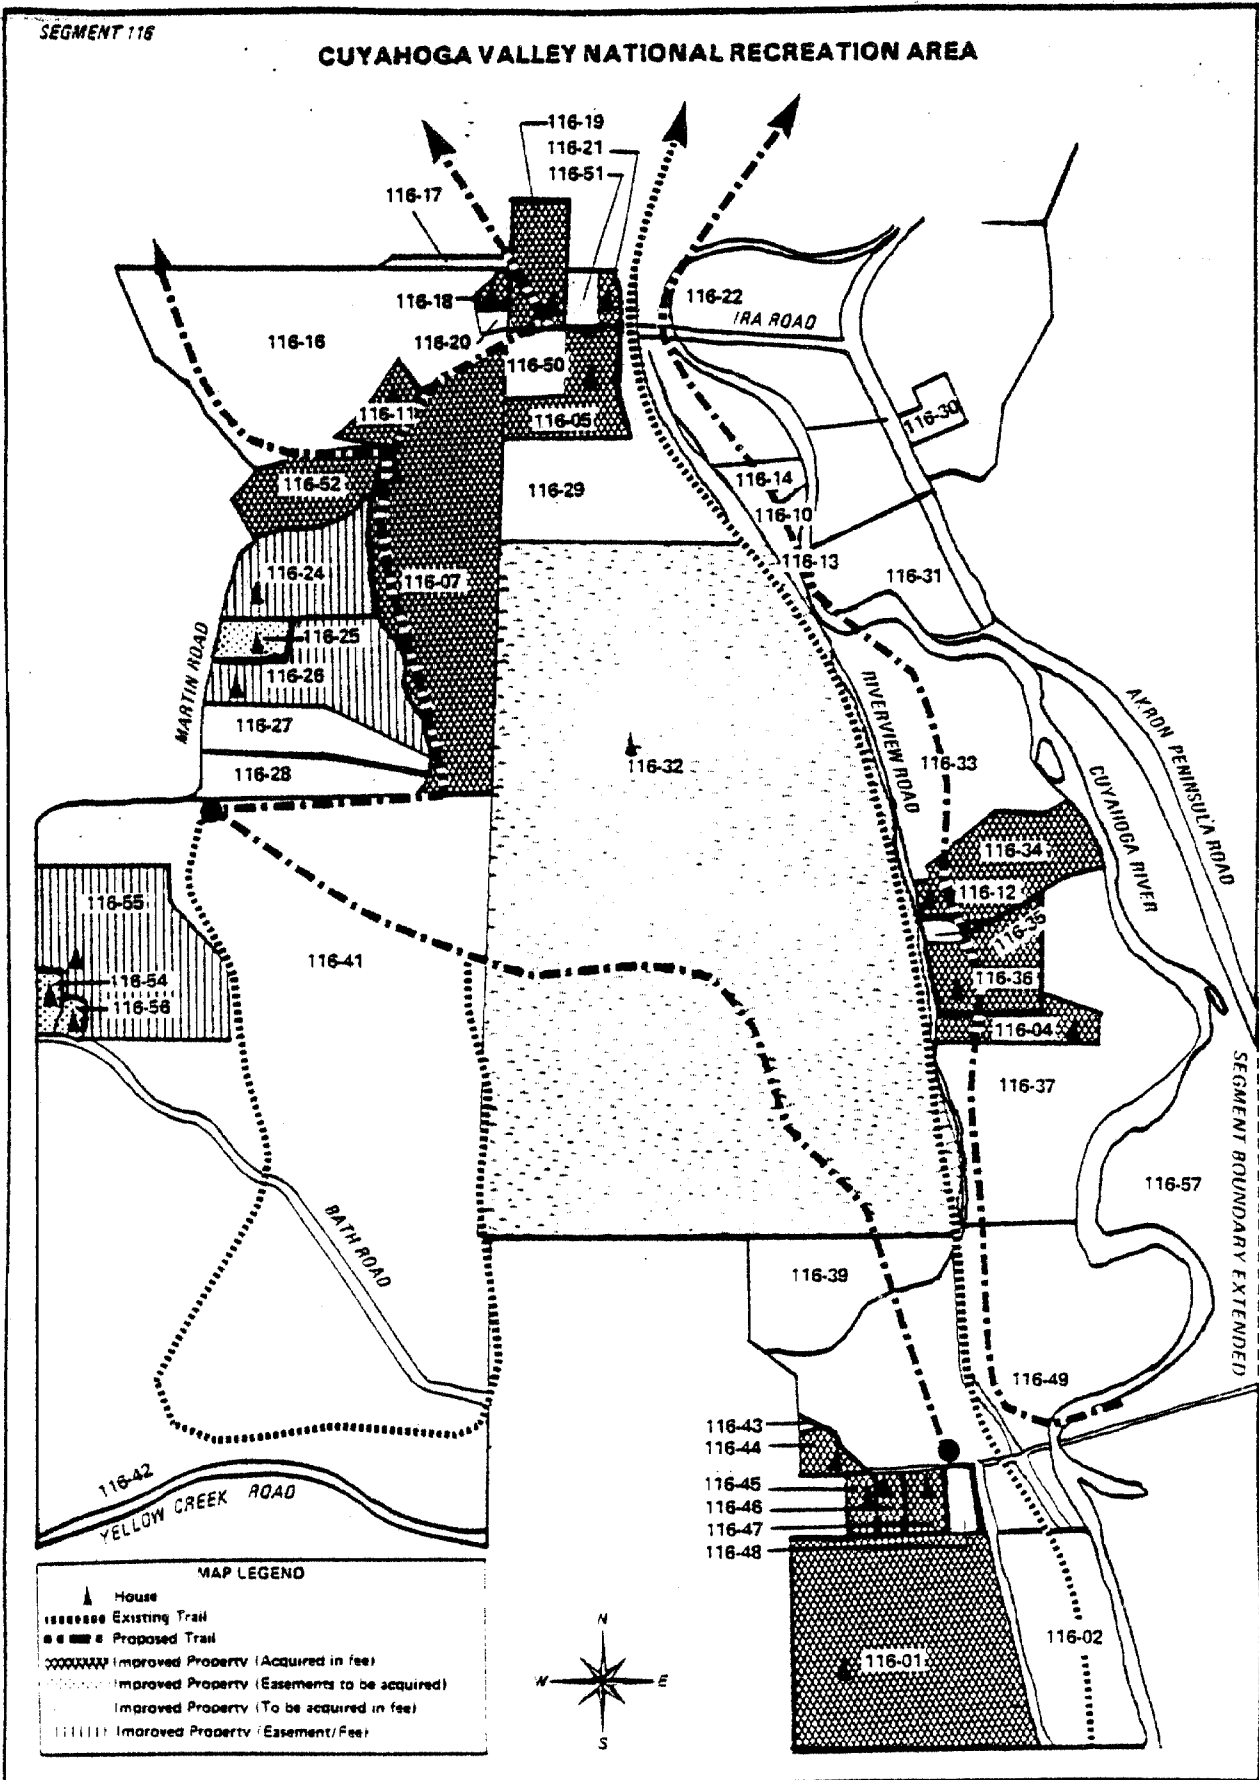 SEGMENT 116
CUYAHOGA VALLEY NATIONAL RECREATION AREA
116-19
116-21
116-51
116-17
116-18
116-20
116-16
116-22
IRA ROAD
116-50
116-11
116-05
116-30
116-52
116-29
116-14
116-10
116-13
116-24
116-07
116-31
116-25
116-26
MARTIN ROAD
116-27
116-28
116-32
RIVERVIEW ROAD
116-33
AKRON PENINSULA ROAD
CUYAHOGA RIVER
116-34
116-12
116-35
116-36
116-04
116-55
116-54
116-56
116-41
116-37
116-57
SEGMENT BOUNDARY EXTENDED
BATH ROAD
116-39
116-49
116-43
116-44
116-45
116-46
116-47
116-48
116-42
YELLOW CREEK ROAD
116-01
116-02
MAP LEGEND
House
Existing Trail
Proposed Trail
Improved Property (Acquired in fee)
Improved Property (Easements to be acquired)
Improved Property (To be acquired in fee)
Improved Property (Easement/Fee)
N
W
E
S